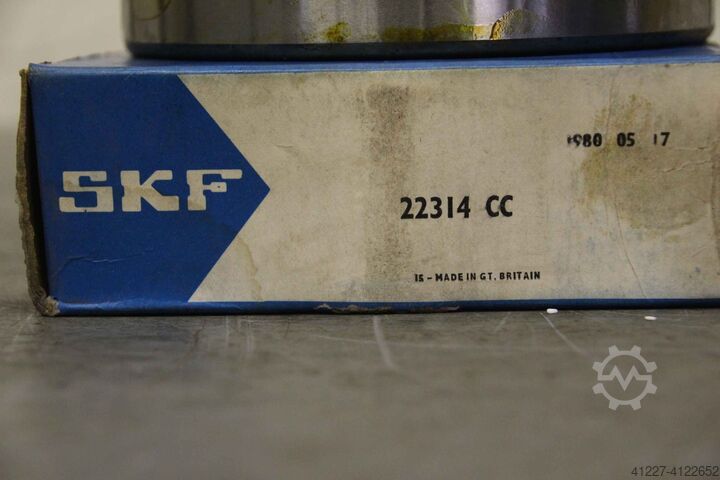 SKF
1980 05 17
22314 CC
15 - MADE IN GT. BRITAIN
41227-4122652